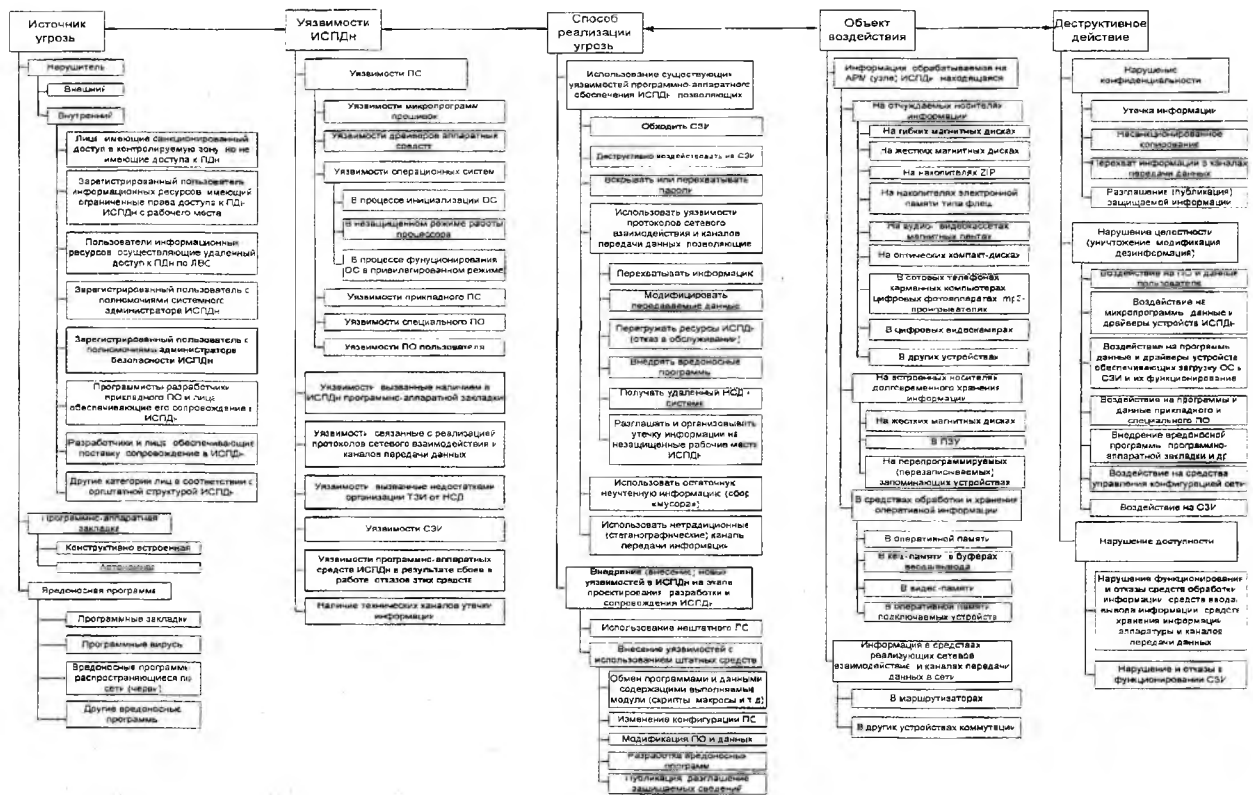 Источник
угрозь
Нарушитель
Внешний
Внутренний
Лица имеющие санкционированный
доступ в контролируемую зону но не
имеющие доступа к ПДн
Зарегистрированный пользователь
информационных ресурсов имеющий
ограниченные права доступа к ПДн
ИСПДн с рабочего места
Пользователи информационных
ресурсов осуществляющие удаленный
доступ к ПДн по ЛВС
Зарегистрированный пользователь с
полномочиями системного
администратора ИСПДн
Зарегистрированный пользователь с
полномочиями администратора
безопасности ИСПДн
Программисты разработчики
прикладного ПО и лица
обеспечивающие его сопровождение в
ИСПДн
Разработчики и лица обеспечивающие
поставку сопровождение в ИСПДн
Другие категории лиц в соответствии с
оргштатной структурой ИСПДн
Программно-аппаратная
закладка
Конструктивно встроенная
Автономная
Вредоносная программа
Программные закладки
Программные вирусы
Вредоносные программы
распространяющиеся по
сети (черви)
Другие вредоносные
программы
Уязвимости
ИСПДн
Уязвимости ПС
Уязвимости микропрограмм
прошивок
Уязвимости драйверов аппаратных
средств
Уязвимости операционных систем
В процессе инициализации ОС
В незащищенном режиме работы
процессора
В процессе функционирования
ОС в привилегированном режиме
Уязвимости прикладного ПС
Уязвимости специального ПО
Уязвимости ПО пользователя
Уязвимость вызванные наличием в
ИСПДн программно-аппаратной закладки
Уязвимость связанные с реализацией
протоколов сетевого взаимодействия и
каналов передачи данных
Уязвимость вызванные недостатками
организации ТЗИ от НСД
Уязвимости СЗИ
Уязвимости программно-аппаратных
средств ИСПДн в результате сбоев в
работе отказов этих средств
Наличие технических каналов утечки
информации
Способ
реализации
угрозь
Использование существующих
уязвимостей программно-аппаратного
обеспечения ИСПДн позволяющих
Обходить СЗИ
Деструктивно воздействовать на СЗИ
Вскрывать или перехватывать
пароли
Использовать уязвимости
протоколов сетевого
взаимодействия и каналов
передачи данных позволяющие
Перехватывать информацию
Модифицировать
передаваемые данные
Перегружать ресурсы ИСПДн
(отказ в обслуживании)
Внедрять вредоносные
программы
Получать удаленный НСД к
системе
Разглашать и организовывать
утечку информации на
незащищенные рабочие места
ИСПДн
Использовать остаточную
неучтенную информацию (сбор
«мусора»)
Использовать нетрадиционные
(стеганографические) каналы
передачи информации
Внедрение (внесение) новых
уязвимостей в ИСПДн на этапе
проектирования разработки и
сопровождения ИСПДн
Использование нештатного ПС
Внесение уязвимостей с
использованием штатных средств
Обмен программами и данными
содержащими выполняемые
модули (скрипты макросы и т д)
Изменение конфигурации ПС
Модификация ПО и данных
Разработка вредоносных
программ
Публикация разглашение
защищаемых сведений
Объект
воздействия
Информация обрабатываемая на
АРМ (узле) ИСПДн находящаяся
На отчуждаемых носителях
информации
На гибких магнитных дисках
На жестких магнитных дисках
На накопителях ZIP
На накопителях электронной
памяти типа флеш
На аудио- видеокассетах
магнитных лентах
На оптических компакт-дисках
В сотовых телефонах
карманных компьютерах
цифровых фотоаппаратах mp3-
проигрывателях
В цифровых видеокамерах
В других устройствах
На встроенных носителях
долговременного хранения
информации
На жестких магнитных дисках
В ПЗУ
На перепрограммируемых
(перезаписываемых)
запоминающих устройствах
В средствах обработки и хранения
оперативной информации
В оперативной памяти
В кеш-памяти в буферах
ввода/вывода
В видео-памяти
В оперативной памяти
подключаемых устройств
Информация в средствах
реализующих сетевое
взаимодействие и каналах передачи
данных в сети
В маршрутизаторах
В других устройствах коммутации
Деструктивное
действие
Нарушение
конфиденциальности
Утечка информации
Несанкционированное
копирование
Перехват информации в каналах
передачи данных
Разглашение (публикация)
защищаемой информации
Нарушение целостности
(уничтожение модификация
дезинформация)
Воздействие на ПО и данные
пользователя
Воздействие на
микропрограммы данные и
драйверы устройств ИСПДн
Воздействие на программы
данные и драйверы устройств
обеспечивающих загрузку ОС и
СЗИ и их функционирование
Воздействие на программы и
данные прикладного и
специального ПО
Внедрение вредоносной
программы программно-
аппаратной закладки и др
Воздействие на средства
управления конфигурацией сети
Воздействие на СЗИ
Нарушение доступности
Нарушение функционирования
и отказы средств обработки
информации средств ввода/
вывода информации средств
хранения информации
аппаратуры и каналов
передачи данных
Нарушение и отказы в
функционировании СЗИ